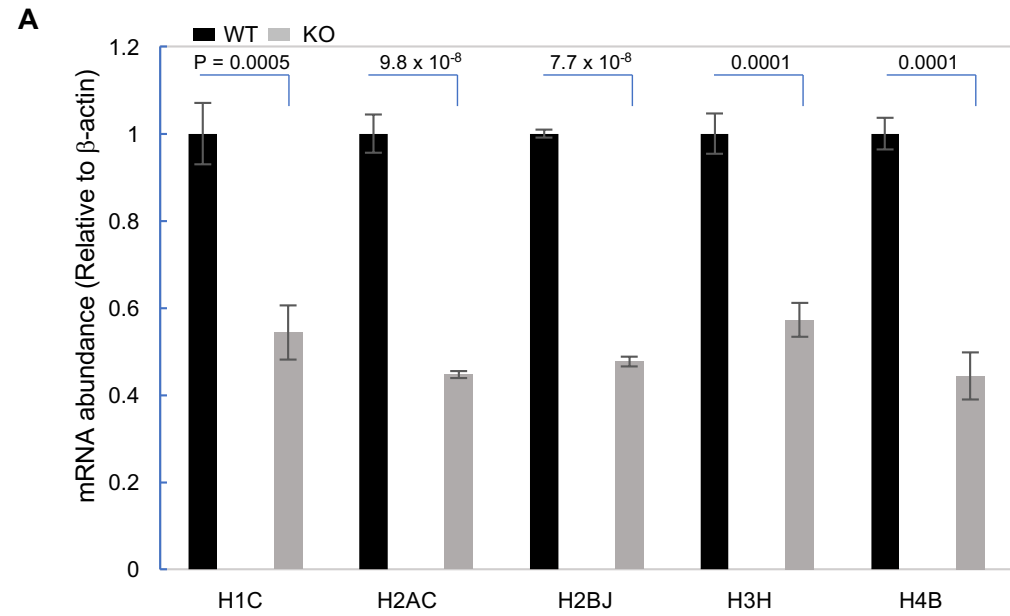 A
WT KO
mRNA abundance (Relative to β-actin)
1.2
1
0.8
0.6
0.4
0.2
0
P = 0.0005 9.8 x 10⁻⁸ 7.7 x 10⁻⁸ 0.0001 0.0001
H1C H2AC H2BJ H3H H4B